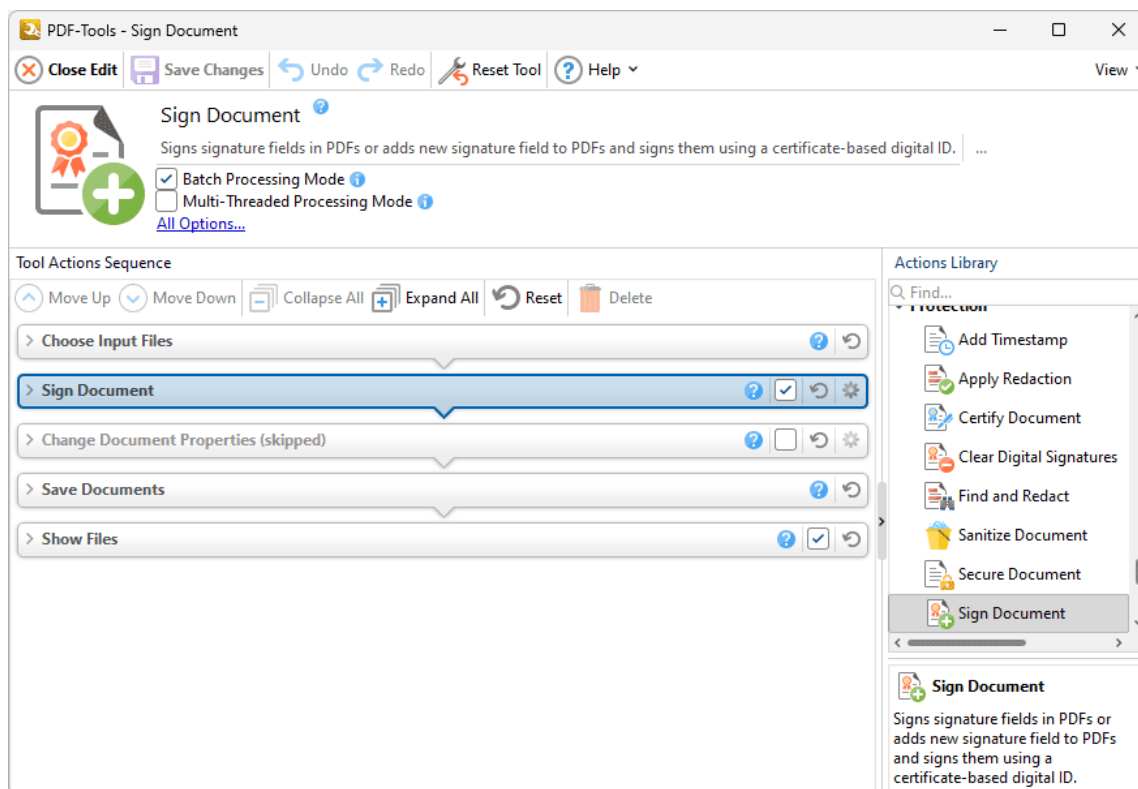 PDF-Tools - Sign Document
Close Edit Save Changes Undo Redo Reset Tool ? Help View
Sign Document ?
Signs signature fields in PDFs or adds new signature field to PDFs and signs them using a certificate-based digital ID. ...
Batch Processing Mode i
Multi-Threaded Processing Mode i
All Options...
Tool Actions Sequence
Move Up Move Down Collapse All Expand All Reset Delete
Choose Input Files ?
Sign Document ?
Change Document Properties (skipped) ?
Save Documents ?
Show Files ?
Actions Library
Find...
Protection
Add Timestamp
Apply Redaction
Certify Document
Clear Digital Signatures
Find and Redact
Sanitize Document
Secure Document
Sign Document
Sign Document
Signs signature fields in PDFs or
adds new signature field to PDFs
and signs them using a
certificate-based digital ID.